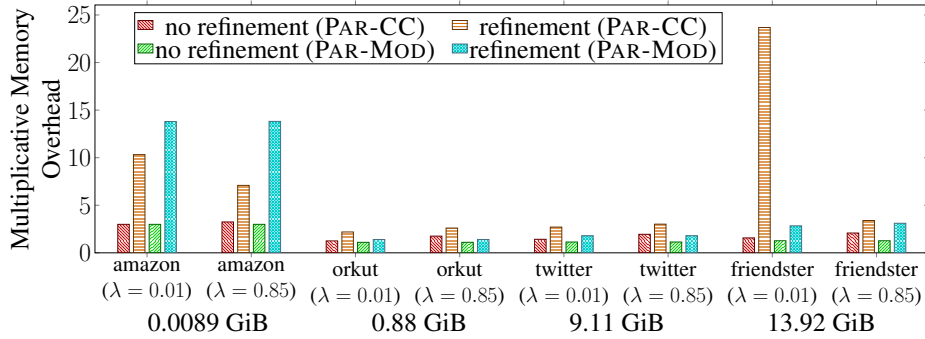 Multiplicative Memory
Overhead
25
20
15
10
5
0
no refinement (PAR-CC) refinement (PAR-CC)
no refinement (PAR-MOD) refinement (PAR-MOD)
amazon amazon orkut orkut twitter twitter friendster friendster
(λ = 0.01) (λ = 0.85) (λ = 0.01) (λ = 0.85) (λ = 0.01) (λ = 0.85) (λ = 0.01) (λ = 0.85)
0.0089 GiB 0.88 GiB 9.11 GiB 13.92 GiB